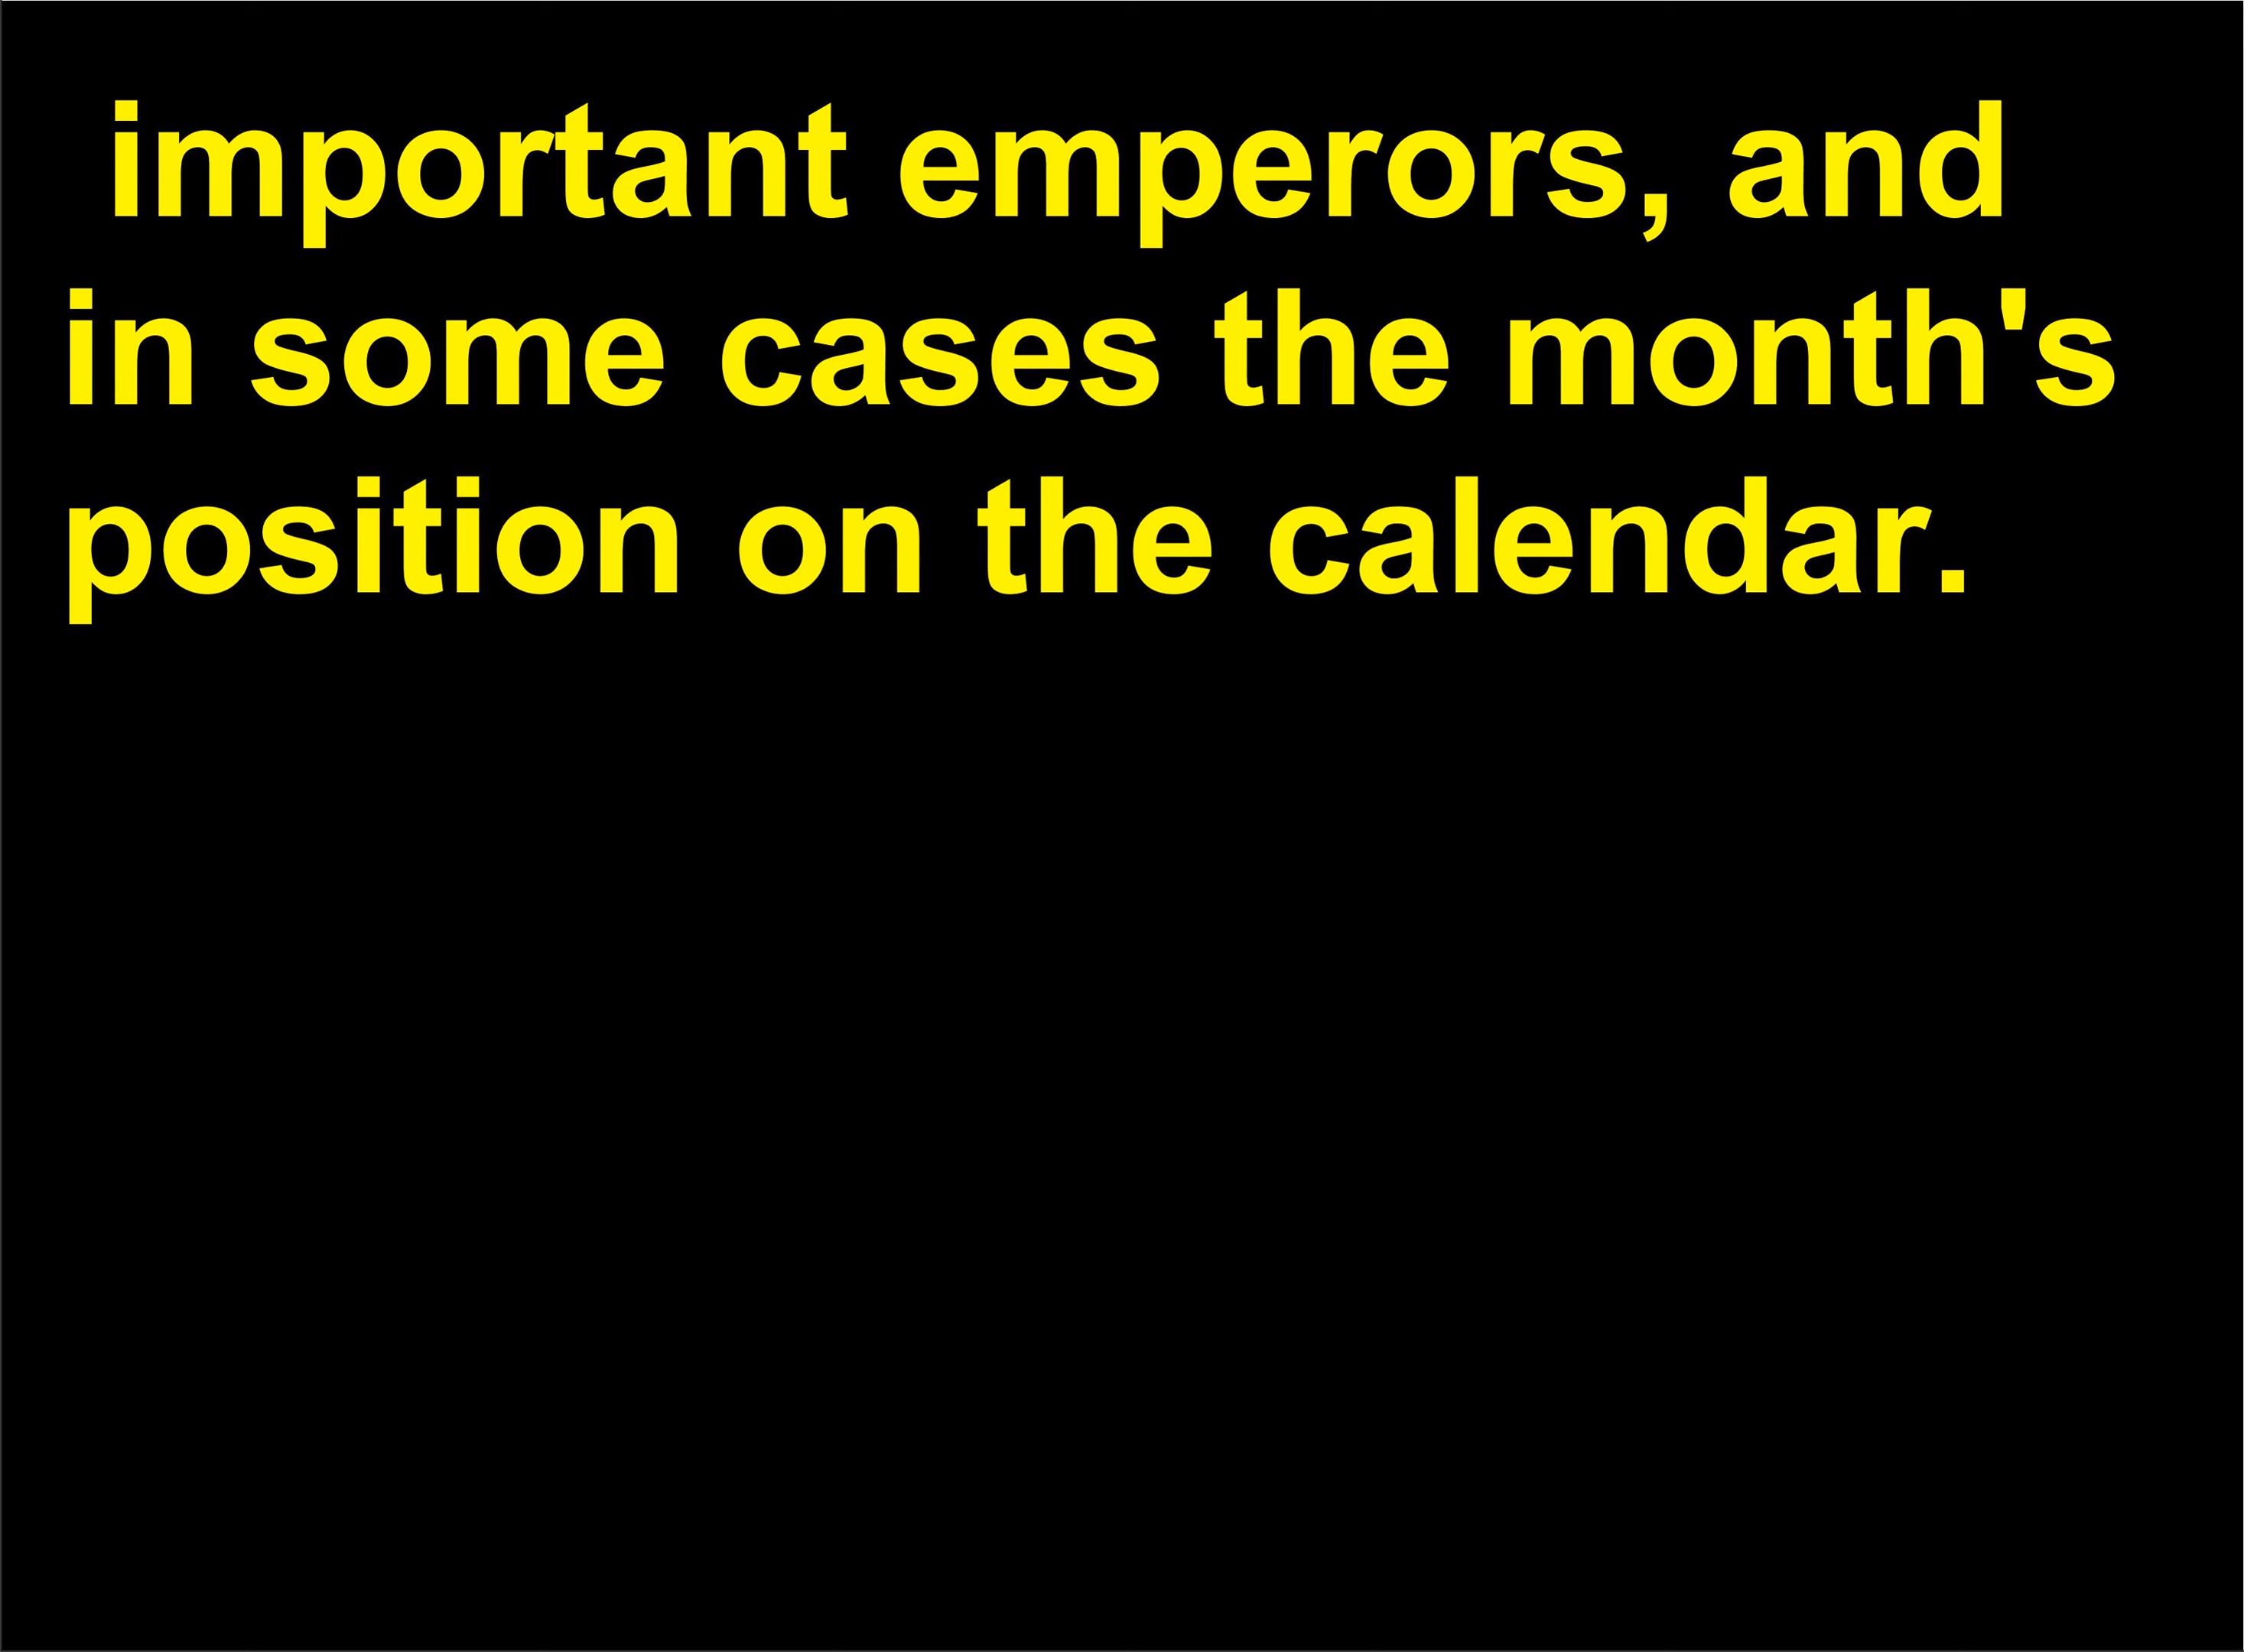 important emperors, and
in some cases the month's
position on the calendar.